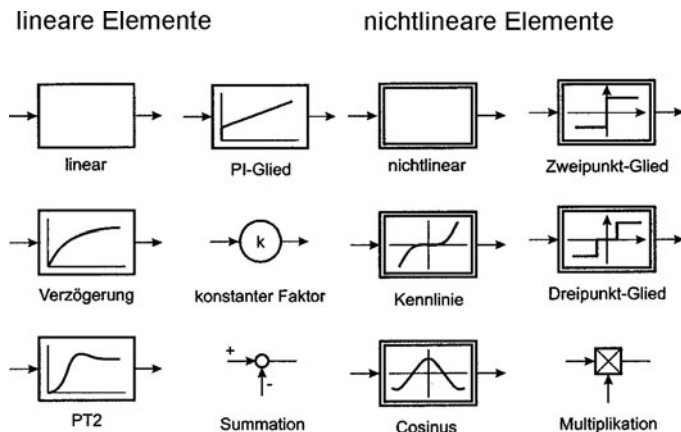 lineare Elemente
nichtlineare Elemente
linear
PI-Glied
nichtlinear
Zweipunkt-Glied
k
Verzögerung
konstanter Faktor
Kennlinie
Dreipunkt-Glied
+
-
PT2
Summation
Cosinus
Multiplikation